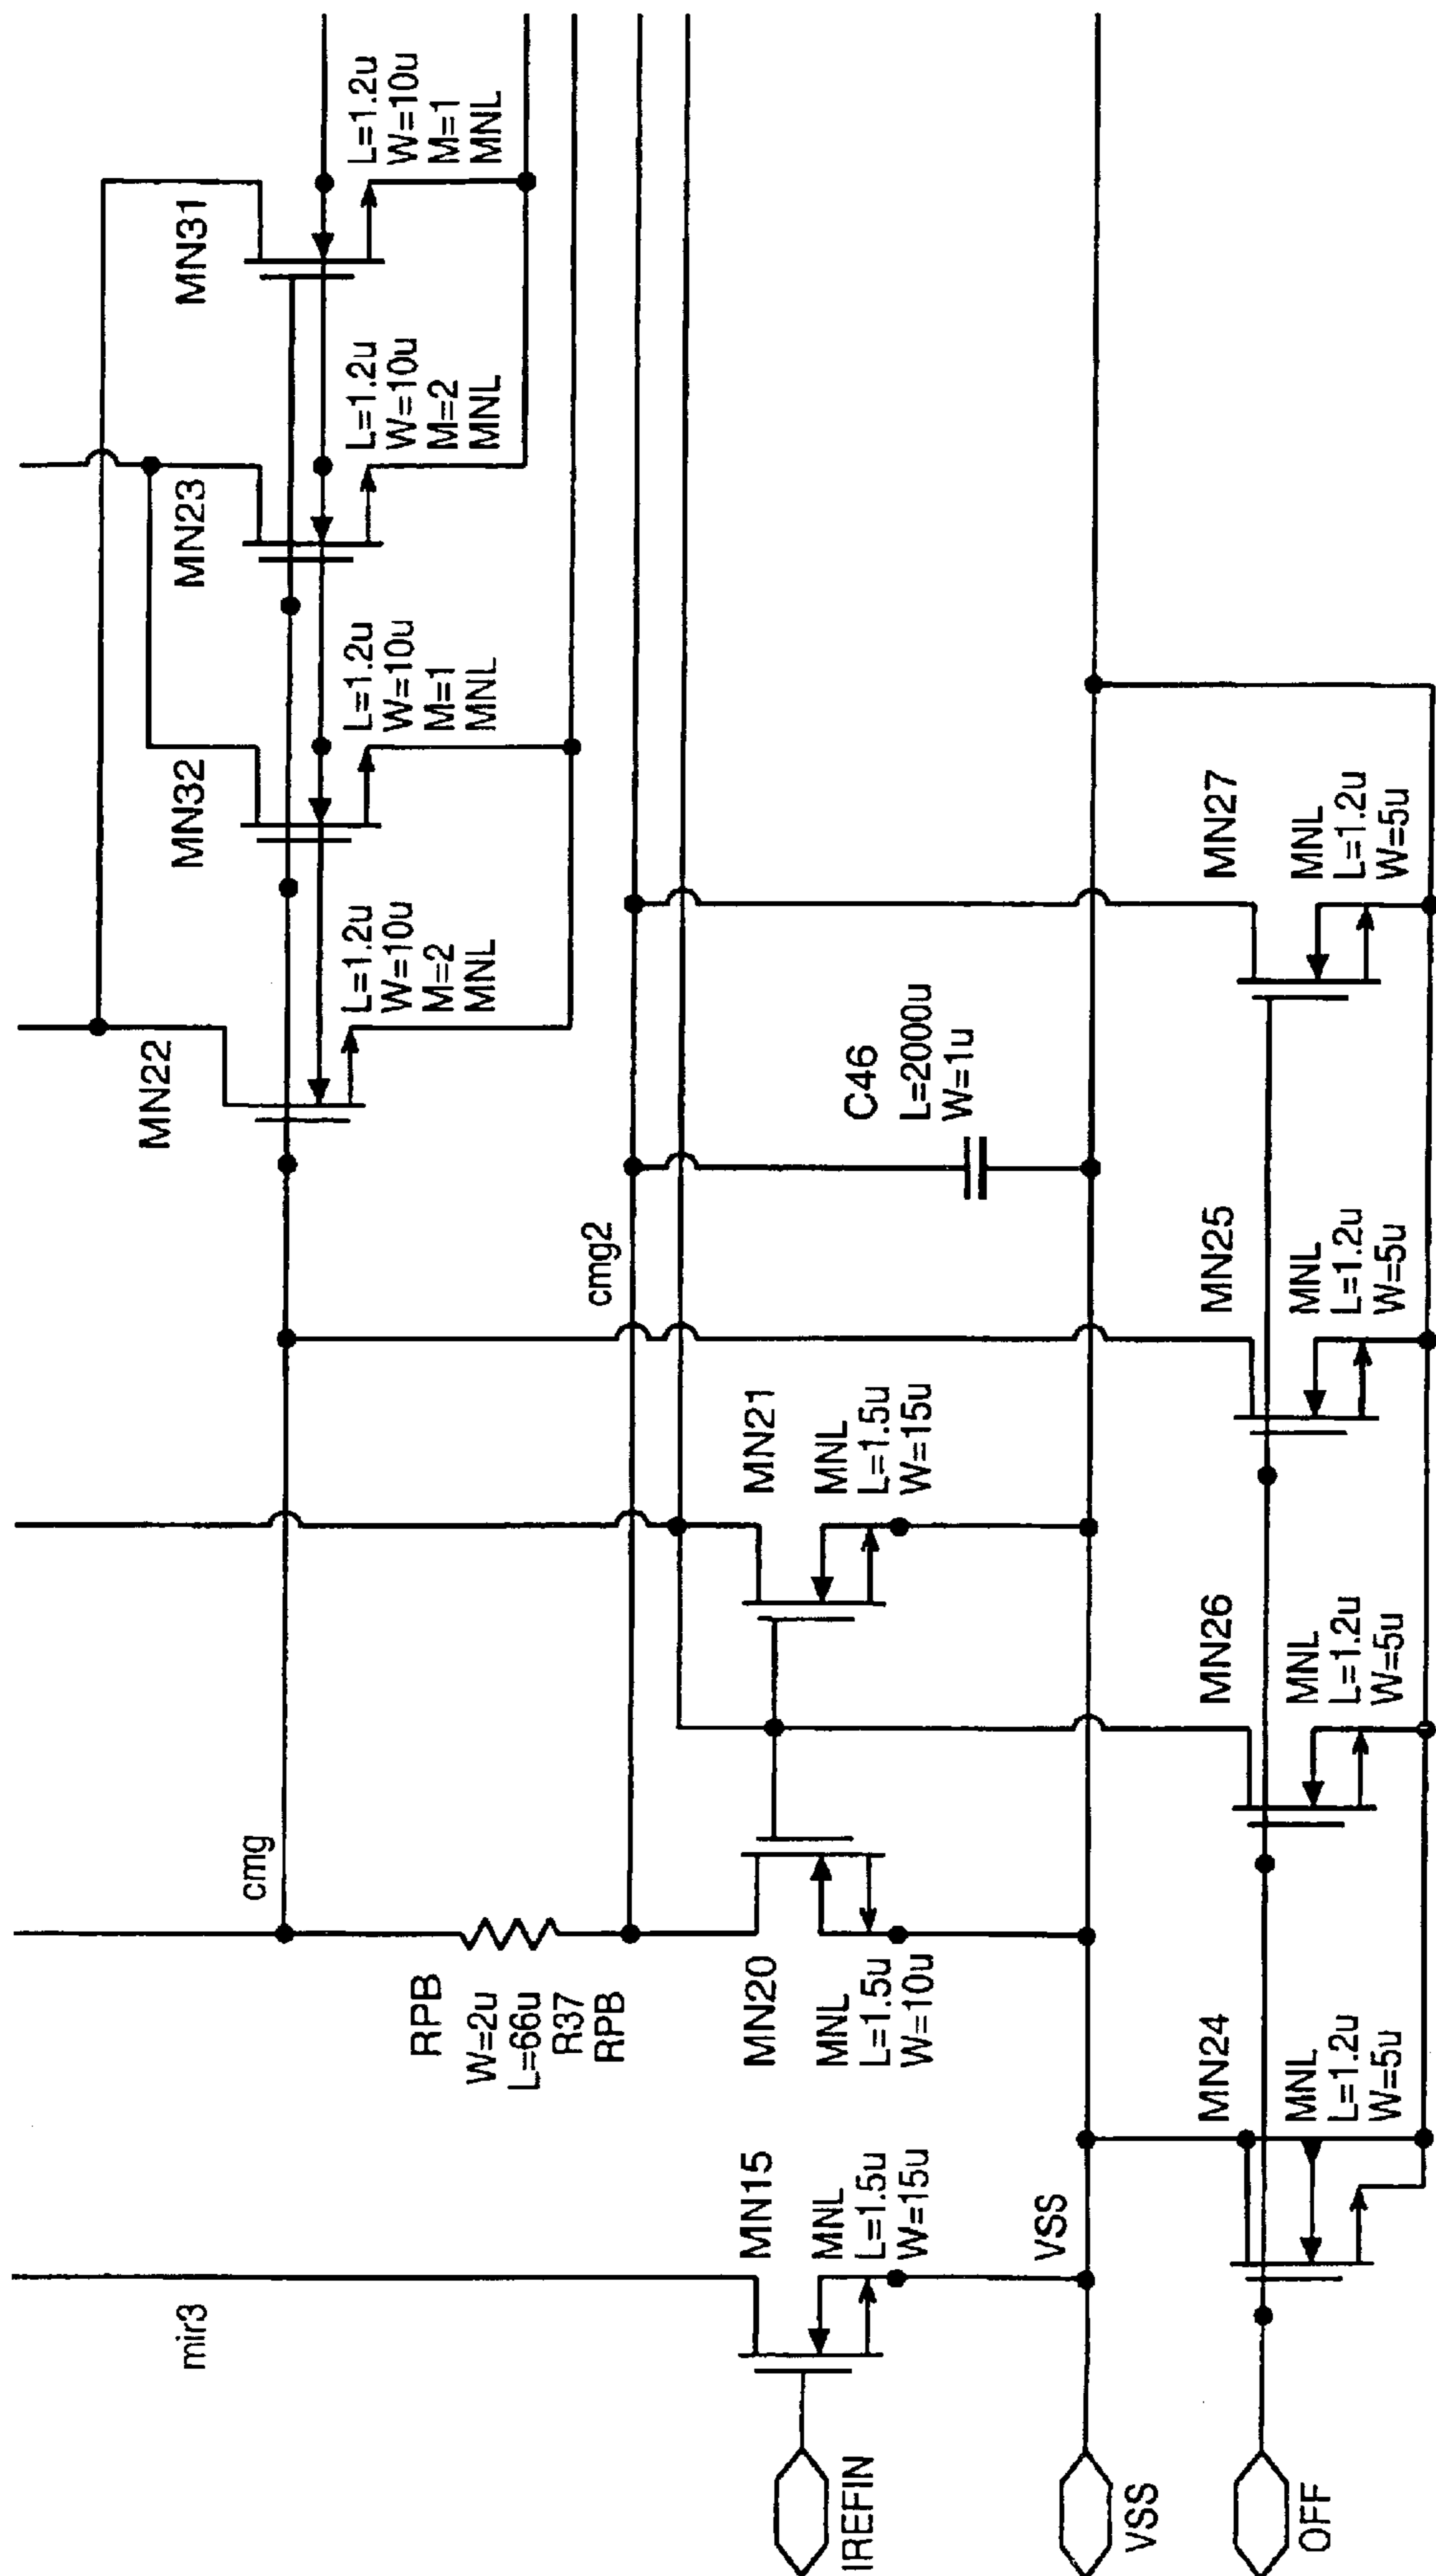 mir3
cmg
RPB
W=2u
L=66u
R37
RPB
cmg2
MN22
L=1.2u
W=10u
M=2
MNL
MN32
L=1.2u
W=10u
M=1
MNL
MN23
L=1.2u
W=10u
M=2
MNL
MN31
L=1.2u
W=10u
M=1
MNL
IREFIN
MN15
MNL
L=1.5u
W=15u
MN20
MNL
L=1.5u
W=10u
MN21
MNL
L=1.5u
W=15u
C46
L=2000u
W=1u
VSS
VSS
OFF
MN24
MNL
L=1.2u
W=5u
MN26
MNL
L=1.2u
W=5u
MN25
MNL
L=1.2u
W=5u
MN27
MNL
L=1.2u
W=5u